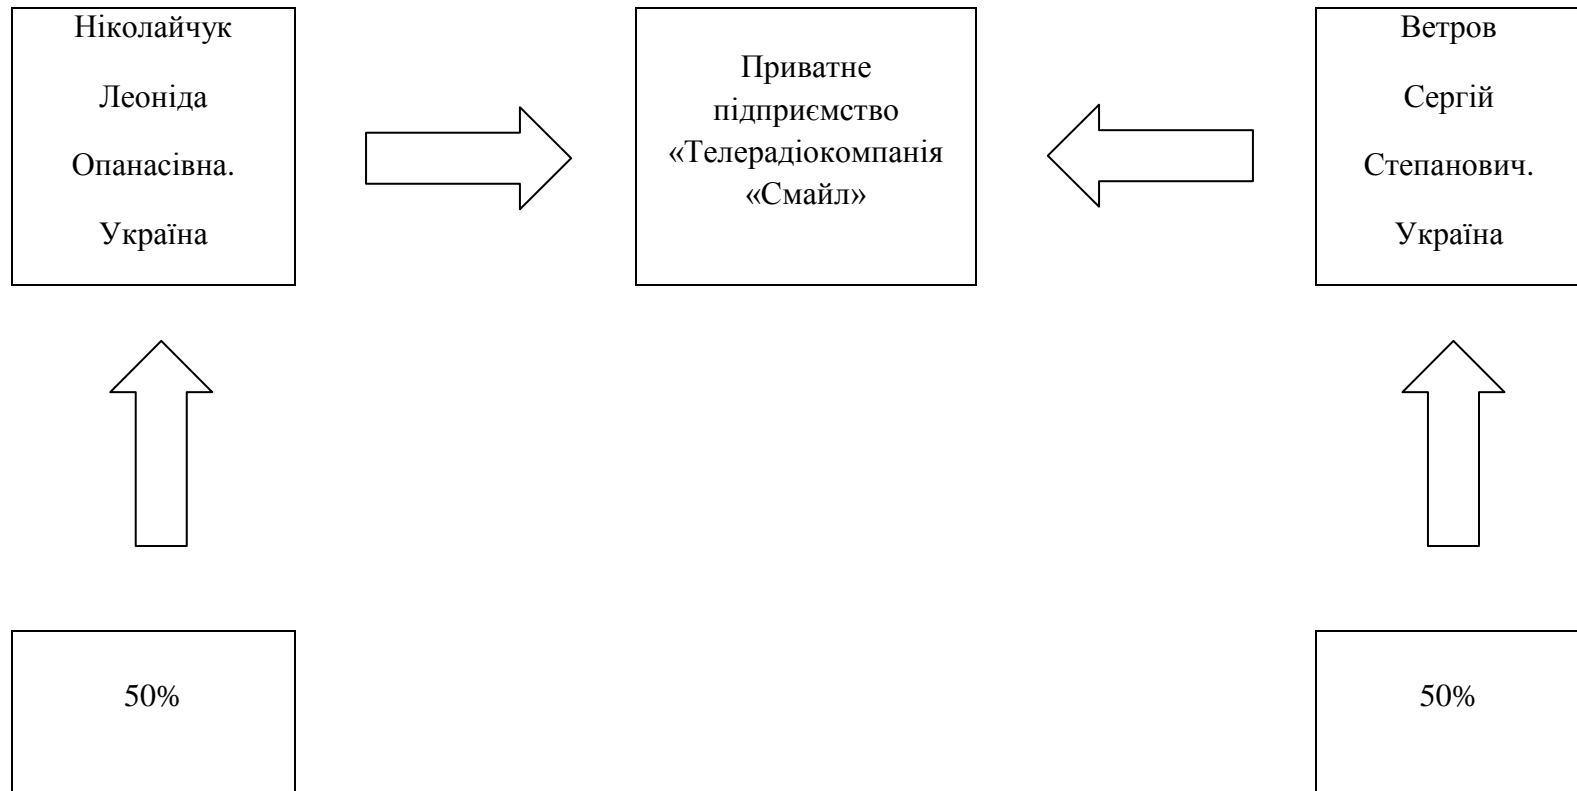 Ніколайчук
Леоніда
Опанасівна.
Україна
Приватне
підприємство
«Телерадіокомпанія
«Смайл»
Ветров
Сергій
Степанович.
Україна
50%
50%